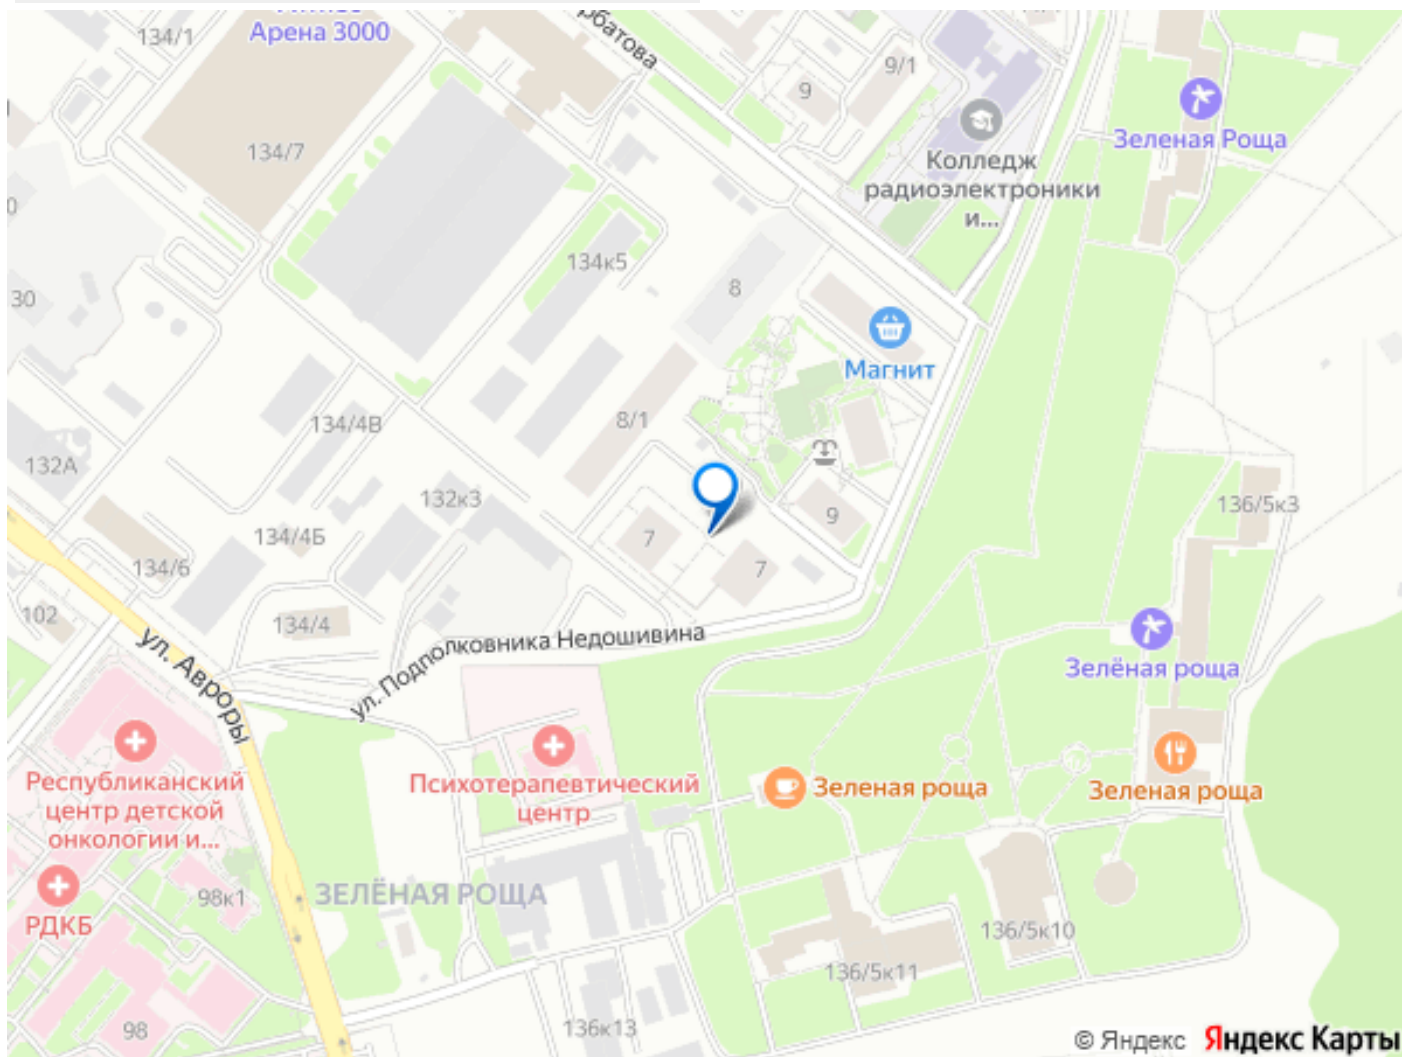 134/1
Арена 3000
рбатова
9/1
9
134/7
Зеленая Роща
Колледж
радиоэлектроники
и...
0
134к5
8
30
Магнит
8/1
134/4В
132А
132к3
136/5к3
9
134/4Б
7
7
134/6
102
134/4
ул. Подполковника Недошивина
ул. Авроры
Зелёная роща
Республиканский
центр детской
онкологии и...
Психотерапевтический
центр
Зеленая роща
Зеленая роща
98к1
ЗЕЛЁНАЯ РОЩА
РДКБ
136/5к10
136/5к11
98
136к13
© Яндекс Яндекс Карты